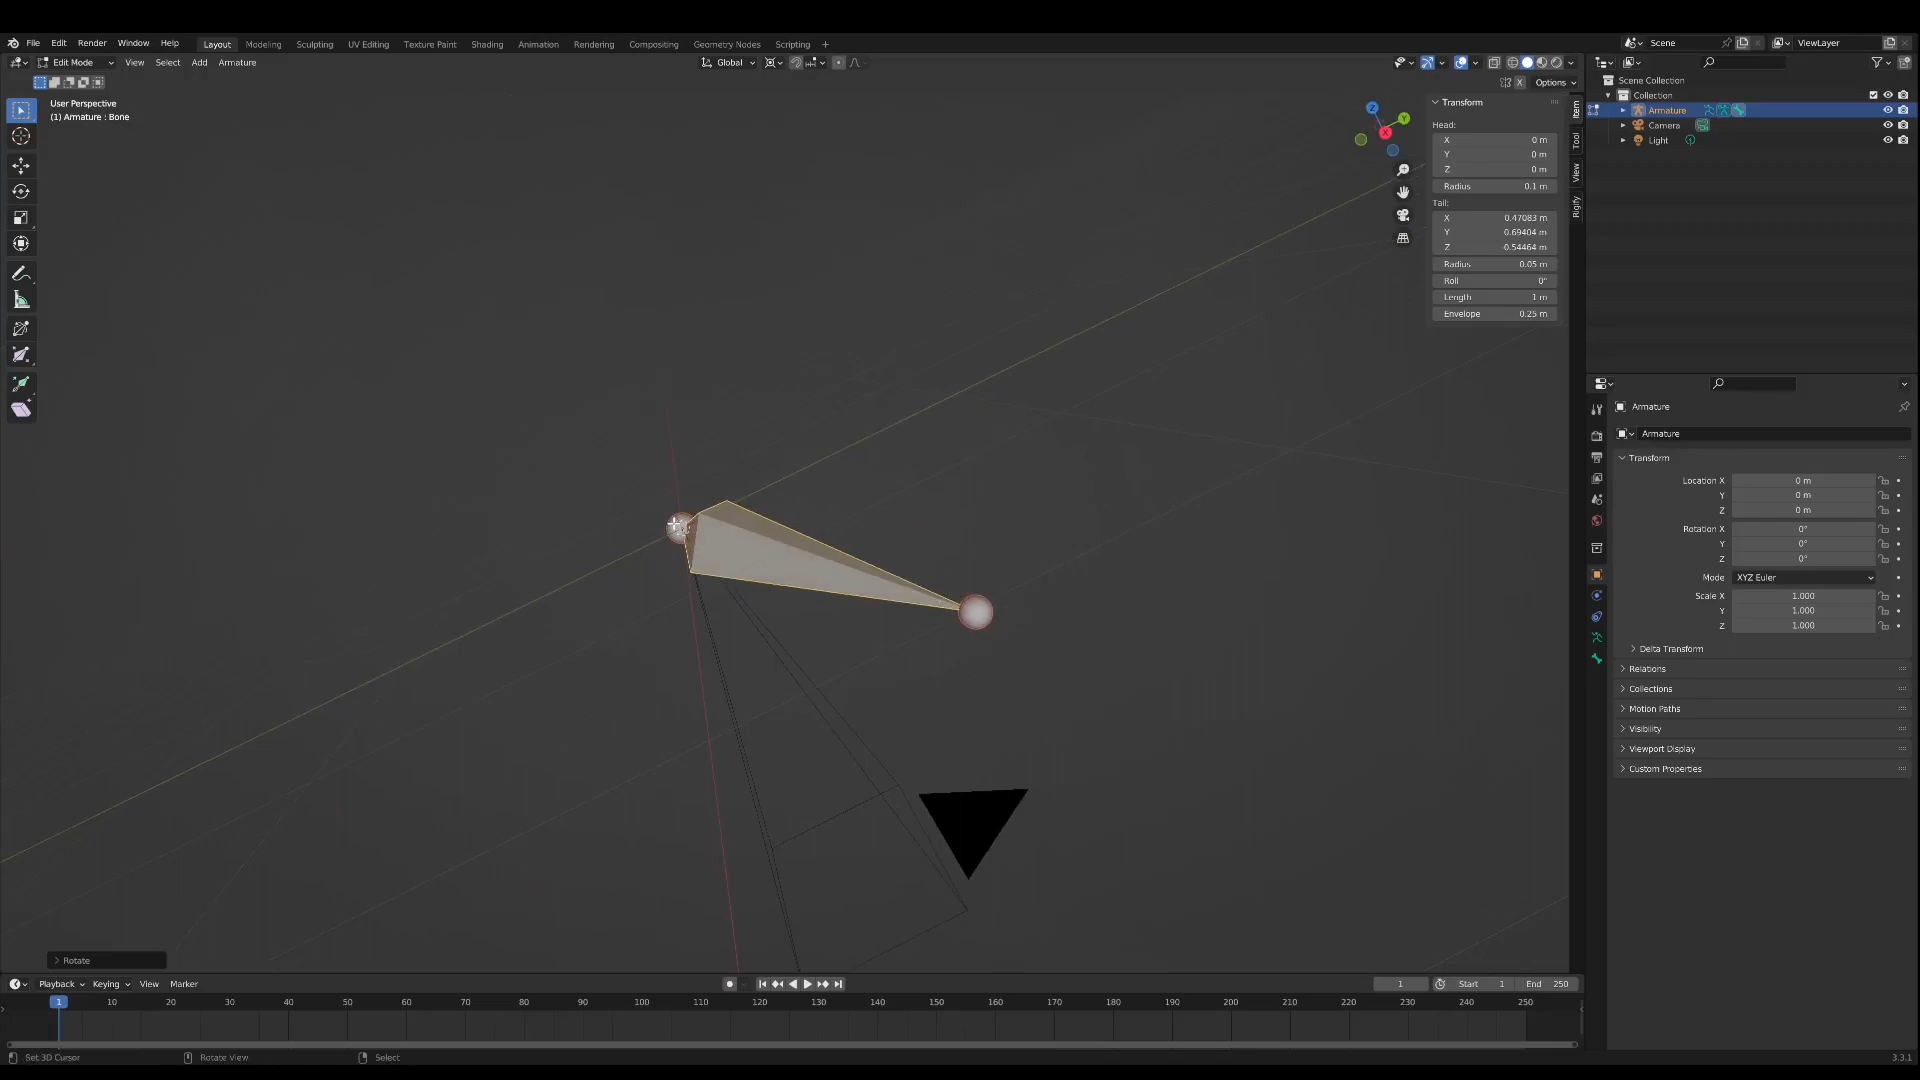 File Edit Render Window Help Layout Modeling Sculpting UV Editing Texture Paint Shading Animation Rendering Compositing Geometry Nodes Scripting + Scene ViewLayer
Edit Mode View Select Add Armature Global
X Options
User Perspective
(1) Armature : Bone
Z
Y
X
Transform
Head:
X 0 m
Y 0 m
Z 0 m
Radius 0.1 m
Tail:
X 0.47083 m
Y 0.69404 m
Z -0.54464 m
Radius 0.05 m
Roll 0°
Length 1 m
Envelope 0.25 m
Item
Tool
View
Rigify
Scene Collection
Collection
Armature
Camera
Light
Armature
Armature
Transform
Location X 0 m
Y 0 m
Z 0 m
Rotation X 0°
Y 0°
Z 0°
Mode XYZ Euler
Scale X 1.000
Y 1.000
Z 1.000
Delta Transform
Relations
Collections
Motion Paths
Visibility
Viewport Display
Custom Properties
Rotate
Playback Keying View Marker 1 Start 1 End 250
1 10 20 30 40 50 60 70 80 90 100 110 120 130 140 150 160 170 180 190 200 210 220 230 240 250
Set 3D Cursor Rotate View Select 3.3.1